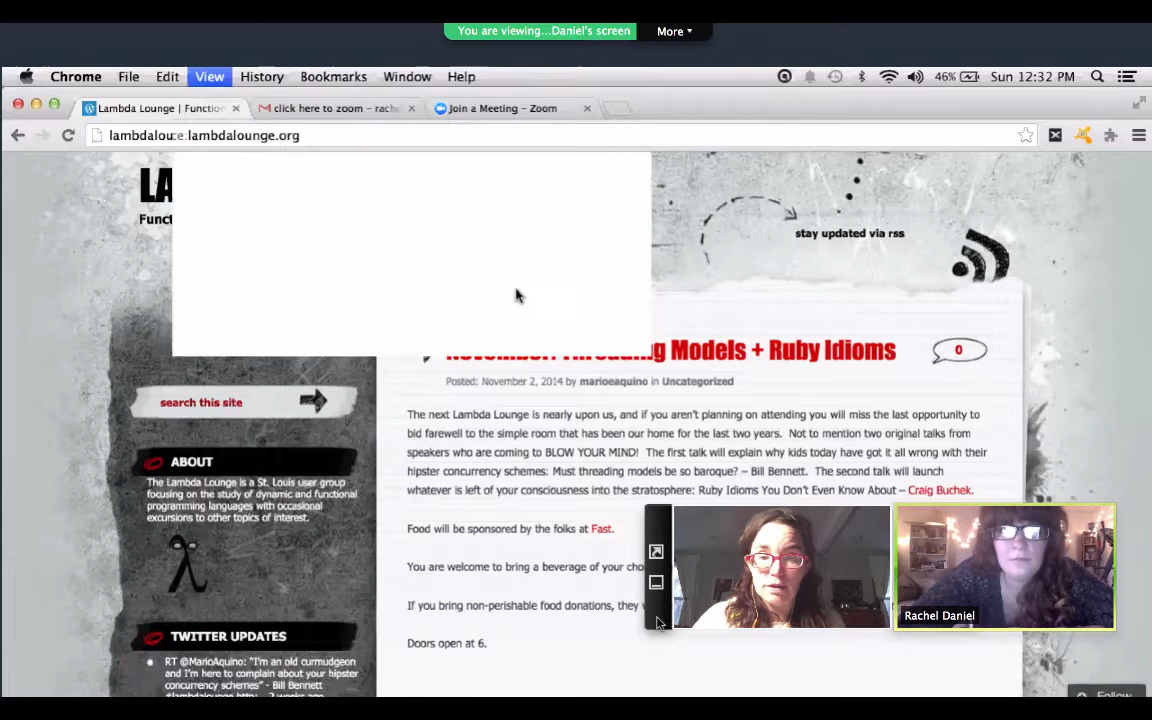 You are viewing...Daniel's screen
More
Chrome File Edit View History Bookmarks Window Help
46%
Sun 12:32 PM
Lambda Lounge | Function
click here to zoom – rache
Join a Meeting – Zoom
lambdalou
lambdalounge.org
LA
Funct
stay updated via rss
Models + Ruby Idioms
0
Posted: November 2, 2014 by marioeaquino in Uncategorized
search this site
The next Lambda Lounge is nearly upon us, and if you aren't planning on attending you will miss the last opportunity to
bid farewell to the simple room that has been our home for the last two years. Not to mention two original talks from
speakers who are coming to BLOW YOUR MIND! The first talk will explain why kids today have got it all wrong with their
hipster concurrency schemes: Must threading models be so baroque? – Bill Bennett. The second talk will launch
whatever is left of your consciousness into the stratosphere: Ruby Idioms You Don't Even Know About – Craig Buchek.
Food will be sponsored by the folks at Fast.
You are welcome to bring a beverage of your cho
If you bring non-perishable food donations, they
Doors open at 6.
ABOUT
The Lambda Lounge is a St. Louis user group
focusing on the study of dynamic and functional
programming languages with occasional
excursions to other topics of interest.
TWITTER UPDATES
RT @MarioAquino: "I'm an old curmudgeon
and I'm here to complain about your hipster
concurrency schemes" - Bill Bennett
#lambdalounge
2 weeks ago
Rachel Daniel
Follow